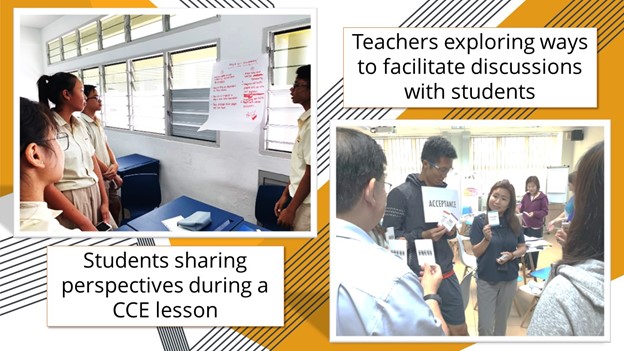 Teachers exploring ways
to facilitate discussions
with students
ACCEPTANCE
Students sharing
perspectives during a
CCE lesson